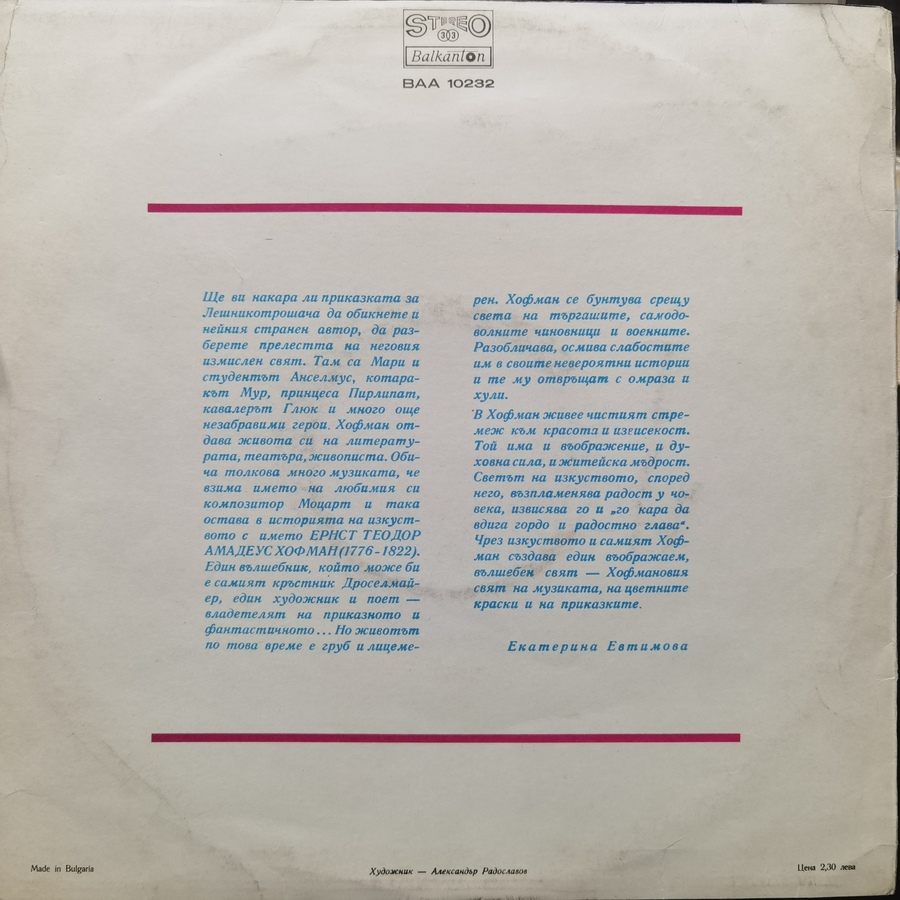 STEREO
33
Balkanton
BAA 10232
Ще ви накара ли приказката за
Лешникотрошача да обикнете и
нейния странен автор, да раз-
берете прелестта на неговия
измислен свят. Там са Мари и
студентът Анселмус, котара-
кът Мур, принцеса Пирлипат,
кавалерът Глюк и много още
незабравими герои. Хофман от-
дава живота си на литерату-
рата, театъра, живописта. Оби-
ча толкова много музиката, че
взима името на любимия си
композитор Моцарт и така
остава в историята на изкуст-
вото с името ЕРНСТ ТЕОДОР
АМАДЕУС ХОФМАН (1776-1822).
Един вълшебник, който може би
е самият кръстник Дроселмай-
ер, един художник и поет —
владетелят на приказното и
фантастичното... Но животът
по това време е груб и лицеме-
рен. Хофман се бунтува срещу
света на търгашите, самодо-
волните чиновници и военните.
Разобличава, осмива слабостите
им в своите невероятни истории
и те му отвръщат с омраза и
хули.
В Хофман живее чистият стре-
меж към красота и изеисекост.
Той има и въображение, и ду-
ховна сила, и житейска мъдрост.
Светът на изкуството, според
него, възпламенява радост у чо-
века, извисява го и „го кара да
вдига гордо и радостно глава“.
Чрез изкуството и самият Хоф-
ман създава един въображаем,
вълшебен свят — Хофмановия
свят на музиката, на цветните
краски и на приказките.
Екатерина Евтимова
Made in Bulgaria
Художник — Александър Радославов
Цена 2,30 лева